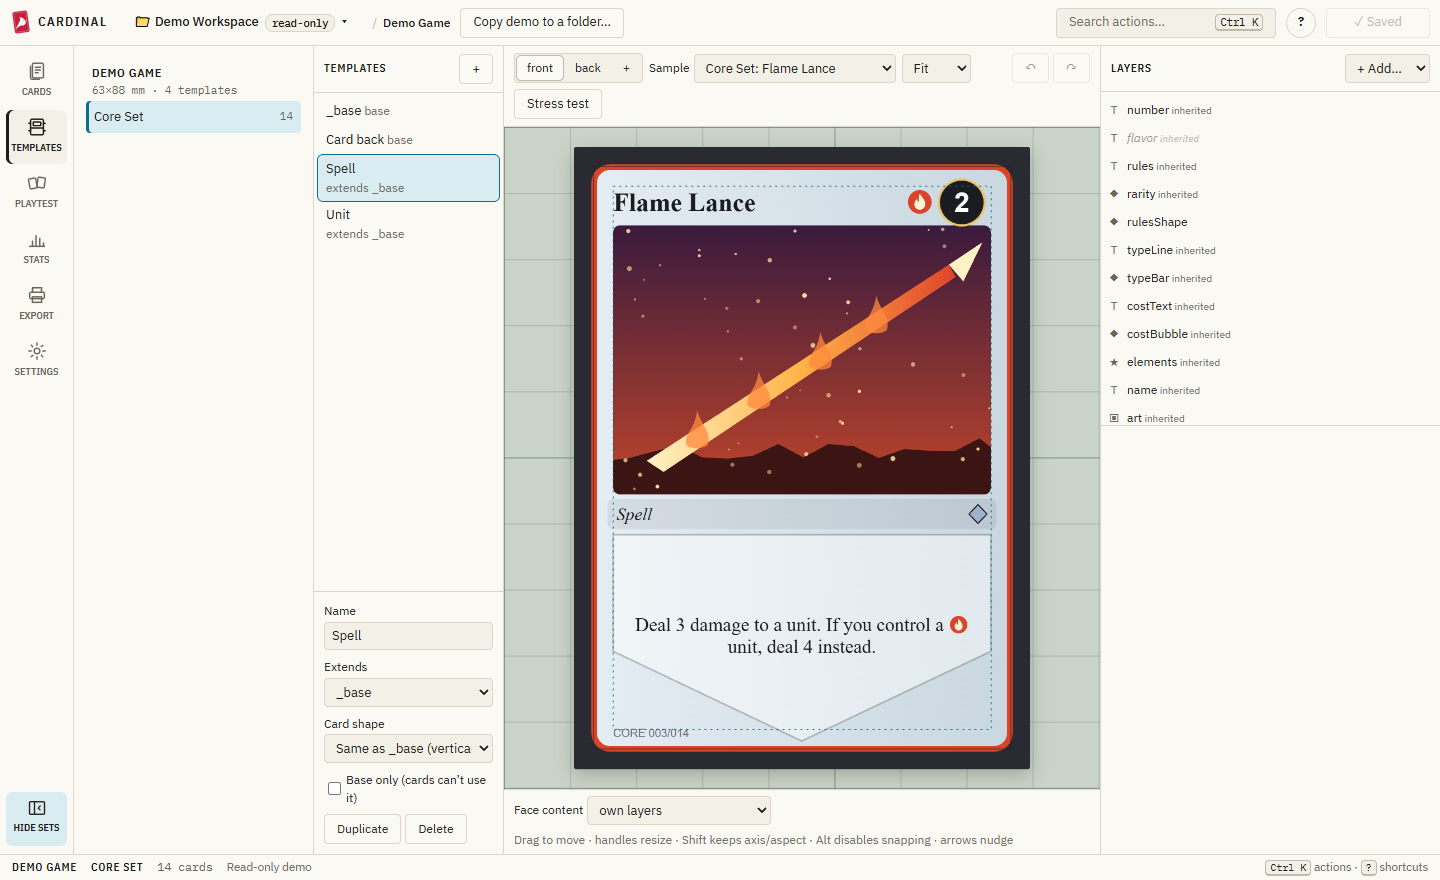 CARDINAL
Demo Workspace read-only
/ Demo Game
Copy demo to a folder...
Search actions... Ctrl K
?
✓ Saved
CARDS
TEMPLATES
PLAYTEST
STATS
EXPORT
SETTINGS
HIDE SETS
DEMO GAME
63×88 mm · 4 templates
Core Set 14
TEMPLATES +
_base base
Card back base
Spell
extends _base
Unit
extends _base
Name
Spell
Extends
_base
Card shape
Same as _base (vertica
Base only (cards can't use
it)
Duplicate Delete
front back + Sample Core Set: Flame Lance Fit
Stress test
Flame Lance 2
Spell
Deal 3 damage to a unit. If you control a
unit, deal 4 instead.
CORE 003/014
Face content own layers
Drag to move · handles resize · Shift keeps axis/aspect · Alt disables snapping · arrows nudge
LAYERS + Add...
T number inherited
T flavor inherited
T rules inherited
rarity inherited
rulesShape
T typeLine inherited
typeBar inherited
T costText inherited
costBubble inherited
elements inherited
T name inherited
art inherited
DEMO GAME CORE SET 14 cards Read-only demo
Ctrl K actions · ? shortcuts